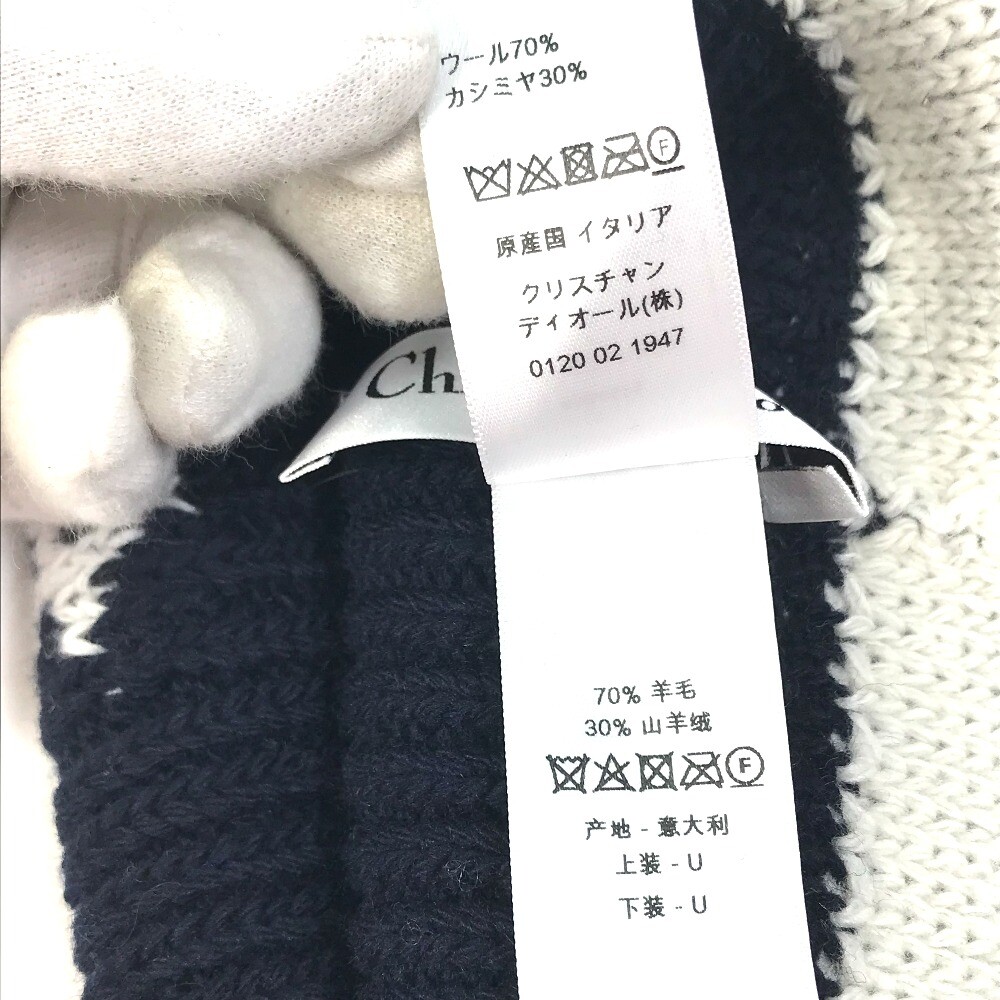 ウール70%
カシミヤ30%
F
原産国 イタリア
クリスチャン
ディオール(株)
0120 02 1947
Ch
70% 羊毛
30% 山羊绒
F
产地 - 意大利
上装 - U
下装 - U